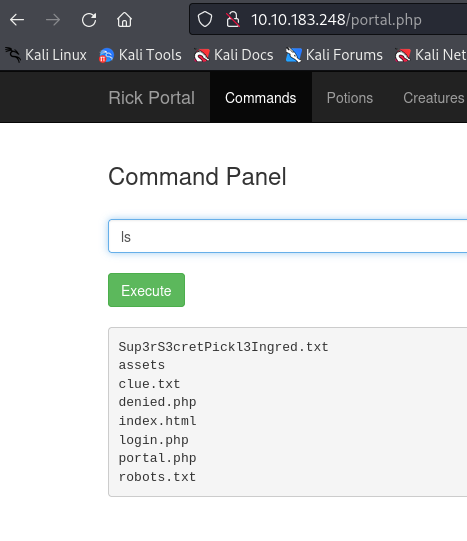 10.10.183.248/portal.php
Kali Linux Kali Tools Kali Docs Kali Forums Kali Net
Rick Portal Commands Potions Creatures
Command Panel
ls
Execute
Sup3rS3cretPickl3Ingred.txt
assets
clue.txt
denied.php
index.html
login.php
portal.php
robots.txt